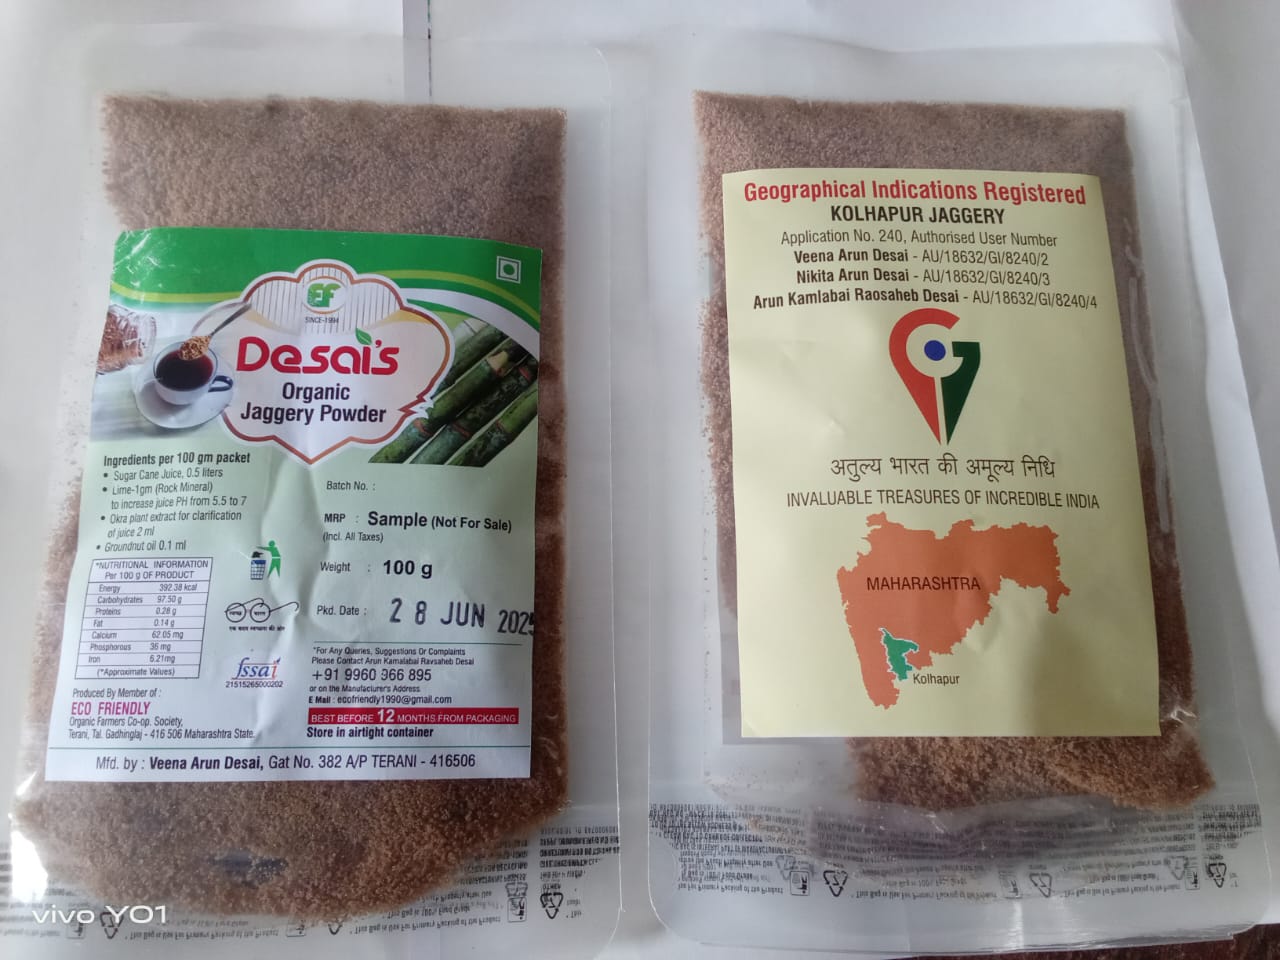 EF
SINCE-1994
Desai's
Organic
Jaggery Powder
Ingredients per 100 gm packet
• Sugar Cane Juice, 0.5 liters
• Lime-1gm (Rock Mineral)
to increase juice PH from 5.5 to 7
• Okra plant extract for clarification
of juice 2 ml
• Groundnut oil 0.1 ml
*NUTRITIONAL INFORMATION
Per 100 g OF PRODUCT
Energy 392.38 kcal
Carbohydrates 97.50 g
Proteins 0.28 g
Fat 0.14 g
Calcium 62.05 mg
Phosphorous 36 mg
Iron 6.21mg
(*Approximate Values)
स्वच्छ भारत
एक कदम स्वच्छता की ओर
fssai
21515265000202
Produced By Member of :
ECO FRIENDLY
Organic Farmers Co-op. Society,
Terani, Tal. Gadhinglaj - 416 506 Maharashtra State.
Batch No. :
MRP : Sample (Not For Sale)
(Incl. All Taxes)
Weight : 100 g
Pkd. Date : 28 JUN 2025
*For Any Queries, Suggestions Or Complaints
Please Contact Arun Kamalabai Ravsaheb Desai
+91 9960 966 895
or on the Manufacturer's Address
E Mail : ecofriendly1990@gmail.com
BEST BEFORE 12 MONTHS FROM PACKAGING
Store in airtight container
Mfd. by : Veena Arun Desai, Gat No. 382 A/P TERANI - 416506
Geographical Indications Registered
KOLHAPUR JAGGERY
Application No. 240, Authorised User Number
Veena Arun Desai - AU/18632/GI/8240/2
Nikita Arun Desai - AU/18632/GI/8240/3
Arun Kamlabai Raosaheb Desai - AU/18632/GI/8240/4
अतुल्य भारत की अमूल्य निधि
INVALUABLE TREASURES OF INCREDIBLE INDIA
MAHARASHTRA
Kolhapur
vivo Y01